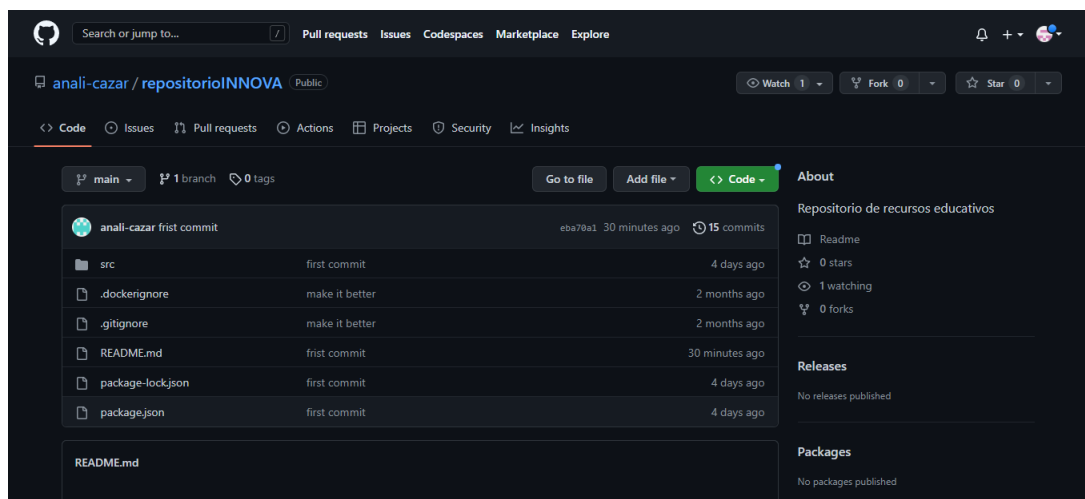 Search or jump to... / Pull requests Issues Codespaces Marketplace Explore
anali-cazar / repositorioINNOVA Public Watch 1 Fork 0 Star 0
Code Issues Pull requests Actions Projects Security Insights
main 1 branch 0 tags Go to file Add file Code
anali-cazar frist commit eba70a1 30 minutes ago 15 commits
src first commit 4 days ago
.dockerignore make it better 2 months ago
.gitignore make it better 2 months ago
README.md frist commit 30 minutes ago
package-lock.json first commit 4 days ago
package.json first commit 4 days ago
README.md
About
Repositorio de recursos educativos
Readme
0 stars
1 watching
0 forks
Releases
No releases published
Packages
No packages published